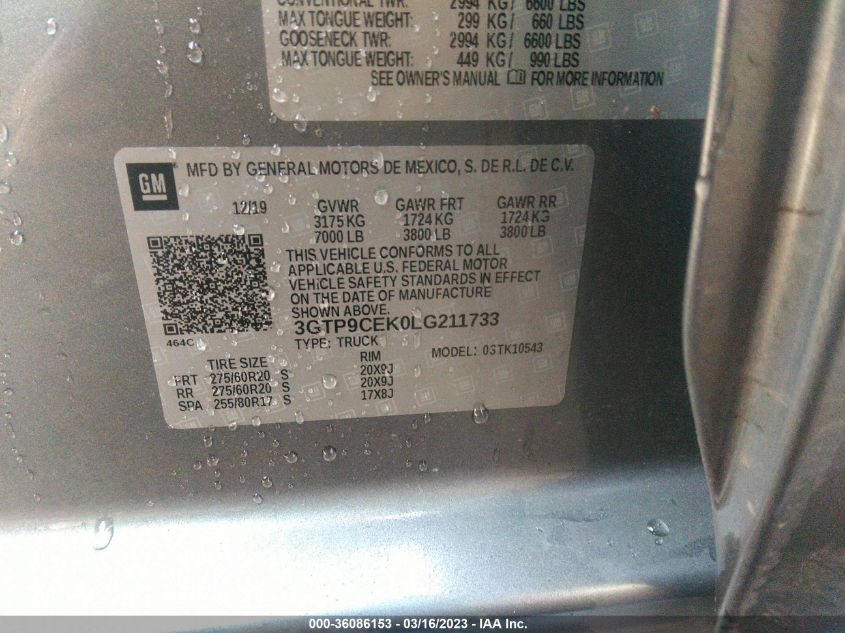 CONVENTIONAL TWR: 2994 KG/ 6600 LBS
MAX TONGUE WEIGHT: 299 KG/ 660 LBS
GOOSENECK TWR: 2994 KG/ 6600 LBS
MAX TONGUE WEIGHT: 449 KG/ 990 LBS
SEE OWNER'S MANUAL FOR MORE INFORMATION
GM
MFD BY GENERAL MOTORS DE MEXICO, S. DE R.L. DE C.V.
12/19 GVWR GAWR FRT GAWR RR
3175 KG 1724 KG 1724 KG
7000 LB 3800 LB 3800 LB
THIS VEHICLE CONFORMS TO ALL
APPLICABLE U.S. FEDERAL MOTOR
VEHICLE SAFETY STANDARDS IN EFFECT
ON THE DATE OF MANUFACTURE
SHOWN ABOVE.
464C
3GTP9CEK0LG211733
TYPE: TRUCK MODEL: 0GTK10543
TIRE SIZE RIM
FRT 275/60R20 S 20X9J
RR 275/60R20 S 20X9J
SPA 255/80R17 S 17X8J
000-36086153 - 03/16/2023 - IAA Inc.